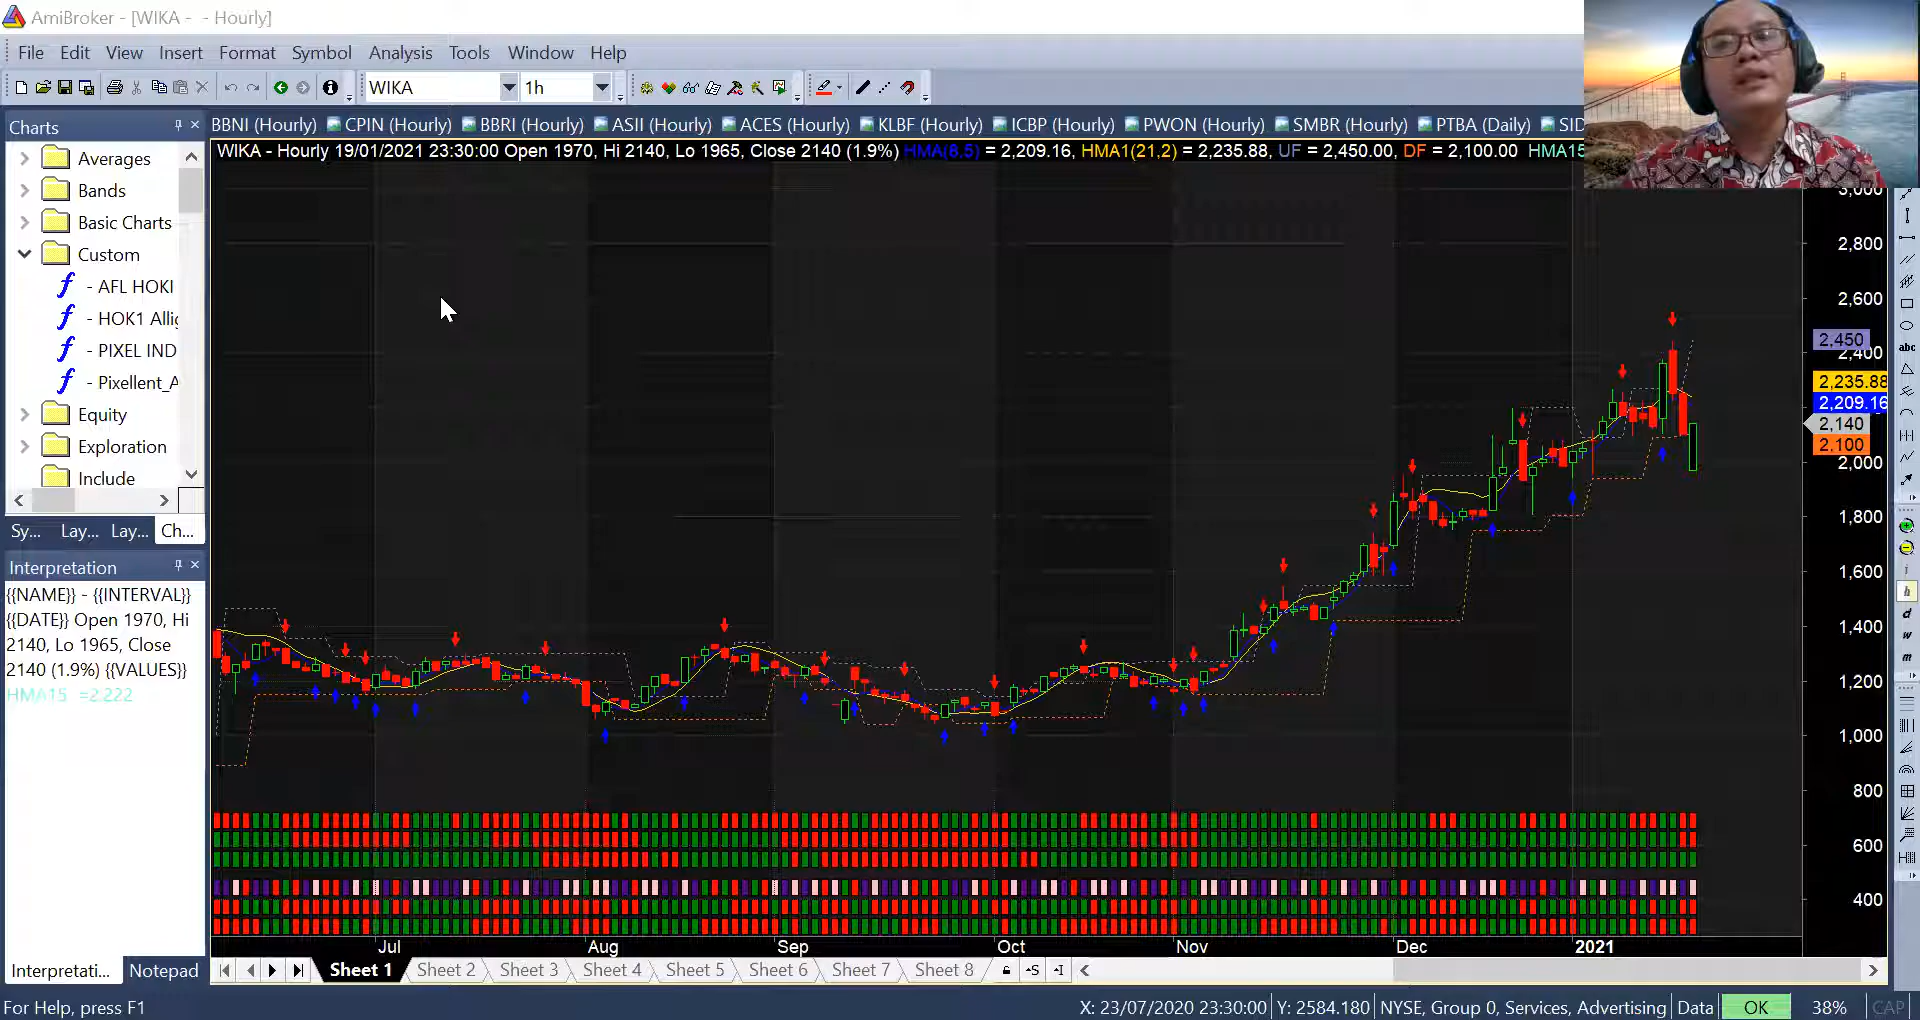 AmiBroker - [WIKA - - Hourly]
File Edit View Insert Format Symbol Analysis Tools Window Help
WIKA 1h
Charts
BBNI (Hourly) CPIN (Hourly) BBRI (Hourly) ASII (Hourly) ACES (Hourly) KLBF (Hourly) ICBP (Hourly) PWON (Hourly) SMBR (Hourly) PTBA (Daily) SID
WIKA - Hourly 19/01/2021 23:30:00 Open 1970, Hi 2140, Lo 1965, Close 2140 (1.9%) HMA(8,5) = 2,209.16, HMA1(21,2) = 2,235.88, UF = 2,450.00, DF = 2,100.00 HMA15
Averages
Bands
Basic Charts
Custom
- AFL HOKI
- HOK1 Allig
- PIXEL IND
- Pixellent_A
Equity
Exploration
Include
Sy... Lay... Lay... Ch...
Interpretation
{{NAME}} - {{INTERVAL}}
{{DATE}} Open 1970, Hi
2140, Lo 1965, Close
2140 (1.9%) {{VALUES}}
HMA15 =2.222
3,000
2,800
2,600
2,450
2,400
2,235.88
2,209.16
2,140
2,100
2,000
1,800
1,600
1,400
1,200
1,000
800
600
400
abc
h
d
w
m
Jul Aug Sep Oct Nov Dec 2021
Interpretati... Notepad
Sheet 1 Sheet 2 Sheet 3 Sheet 4 Sheet 5 Sheet 6 Sheet 7 Sheet 8
For Help, press F1
X: 23/07/2020 23:30:00 Y: 2584.180 NYSE, Group 0, Services, Advertising Data OK 38% CAP